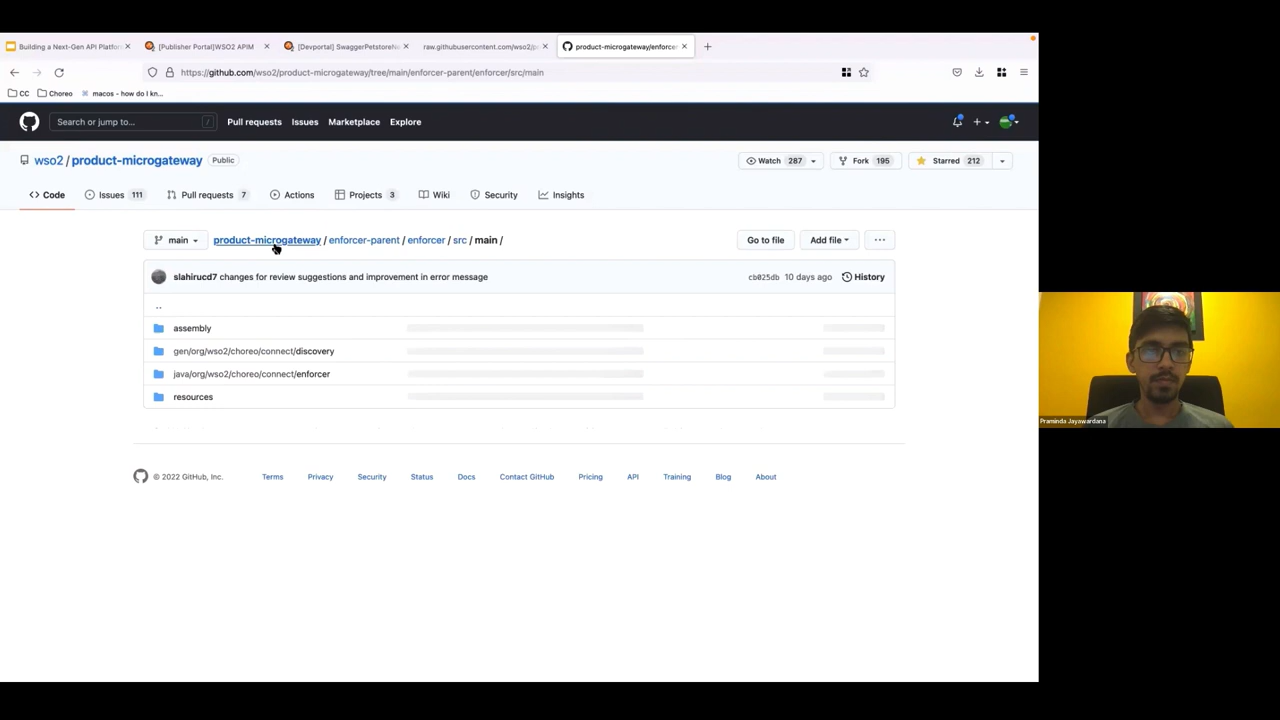 Building a Next-Gen API Platfor
[Publisher Portal]WSO2 APIM
[Devportal] SwaggerPetstoreN
raw.githubusercontent.com/wso2/p
product-microgateway/enforcer
https://github.com/wso2/product-microgateway/tree/main/enforcer-parent/enforcer/src/main
CC
Choreo
macos - how do I kn...
Search or jump to...
/
Pull requests
Issues
Marketplace
Explore
wso2 / product-microgateway
Public
Watch 287
Fork 195
Starred 212
Code
Issues 111
Pull requests 7
Actions
Projects 3
Wiki
Security
Insights
main
product-microgateway / enforcer-parent / enforcer / src / main /
Go to file
Add file
...
slahirucd7 changes for review suggestions and improvement in error message
cb025db 10 days ago
History
..
assembly
gen/org/wso2/choreo/connect/discovery
java/org/wso2/choreo/connect/enforcer
resources
© 2022 GitHub, Inc.
Terms
Privacy
Security
Status
Docs
Contact GitHub
Pricing
API
Training
Blog
About
Praminda Jayawardana